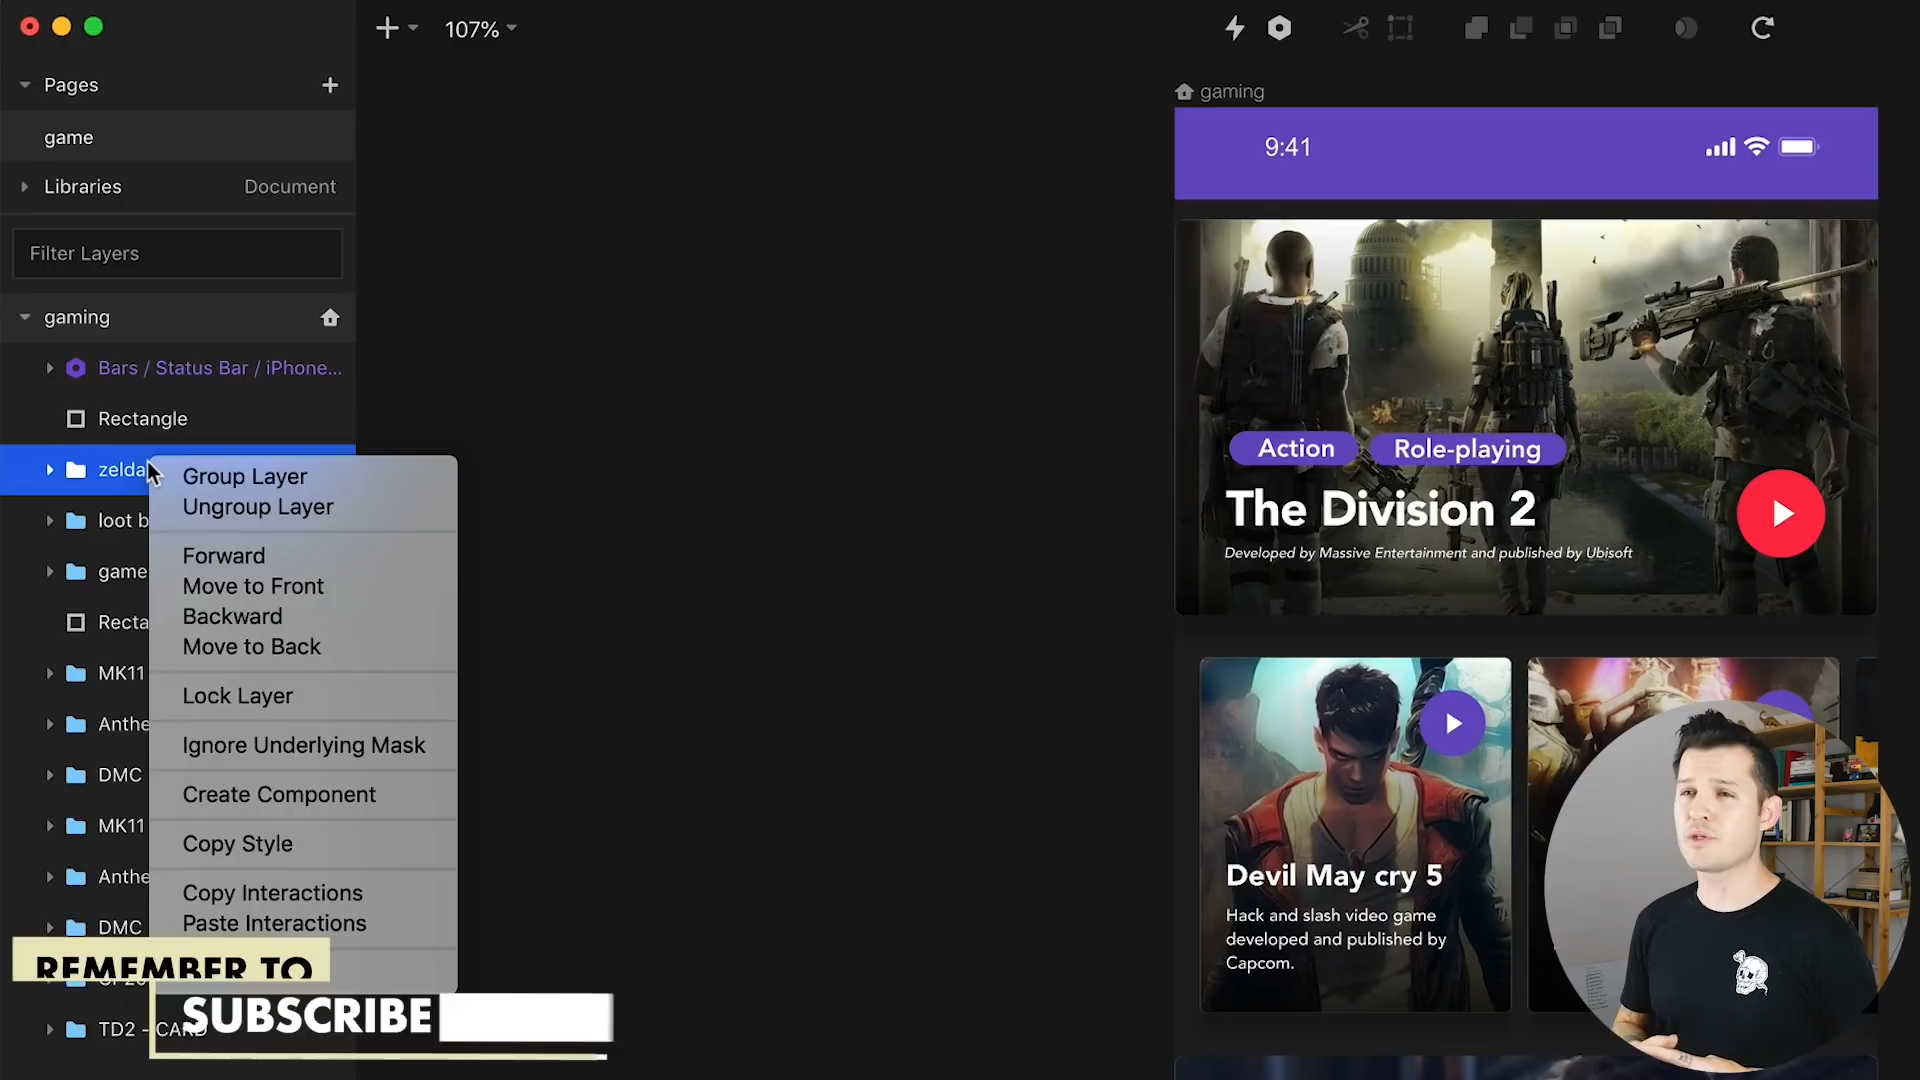 107%
Pages
game
Libraries
Document
Filter Layers
gaming
Bars / Status Bar / iPhone...
Rectangle
zelda
loot b
game
Recta
MK11
Anthe
DMC
MK11
Anthe
DMC
TD2 - CARD
Group Layer
Ungroup Layer
Forward
Move to Front
Backward
Move to Back
Lock Layer
Ignore Underlying Mask
Create Component
Copy Style
Copy Interactions
Paste Interactions
REMEMBER TO
SUBSCRIBE
gaming
9:41
Action
Role-playing
The Division 2
Developed by Massive Entertainment and published by Ubisoft
Devil May cry 5
Hack and slash video game
developed and published by
Capcom.